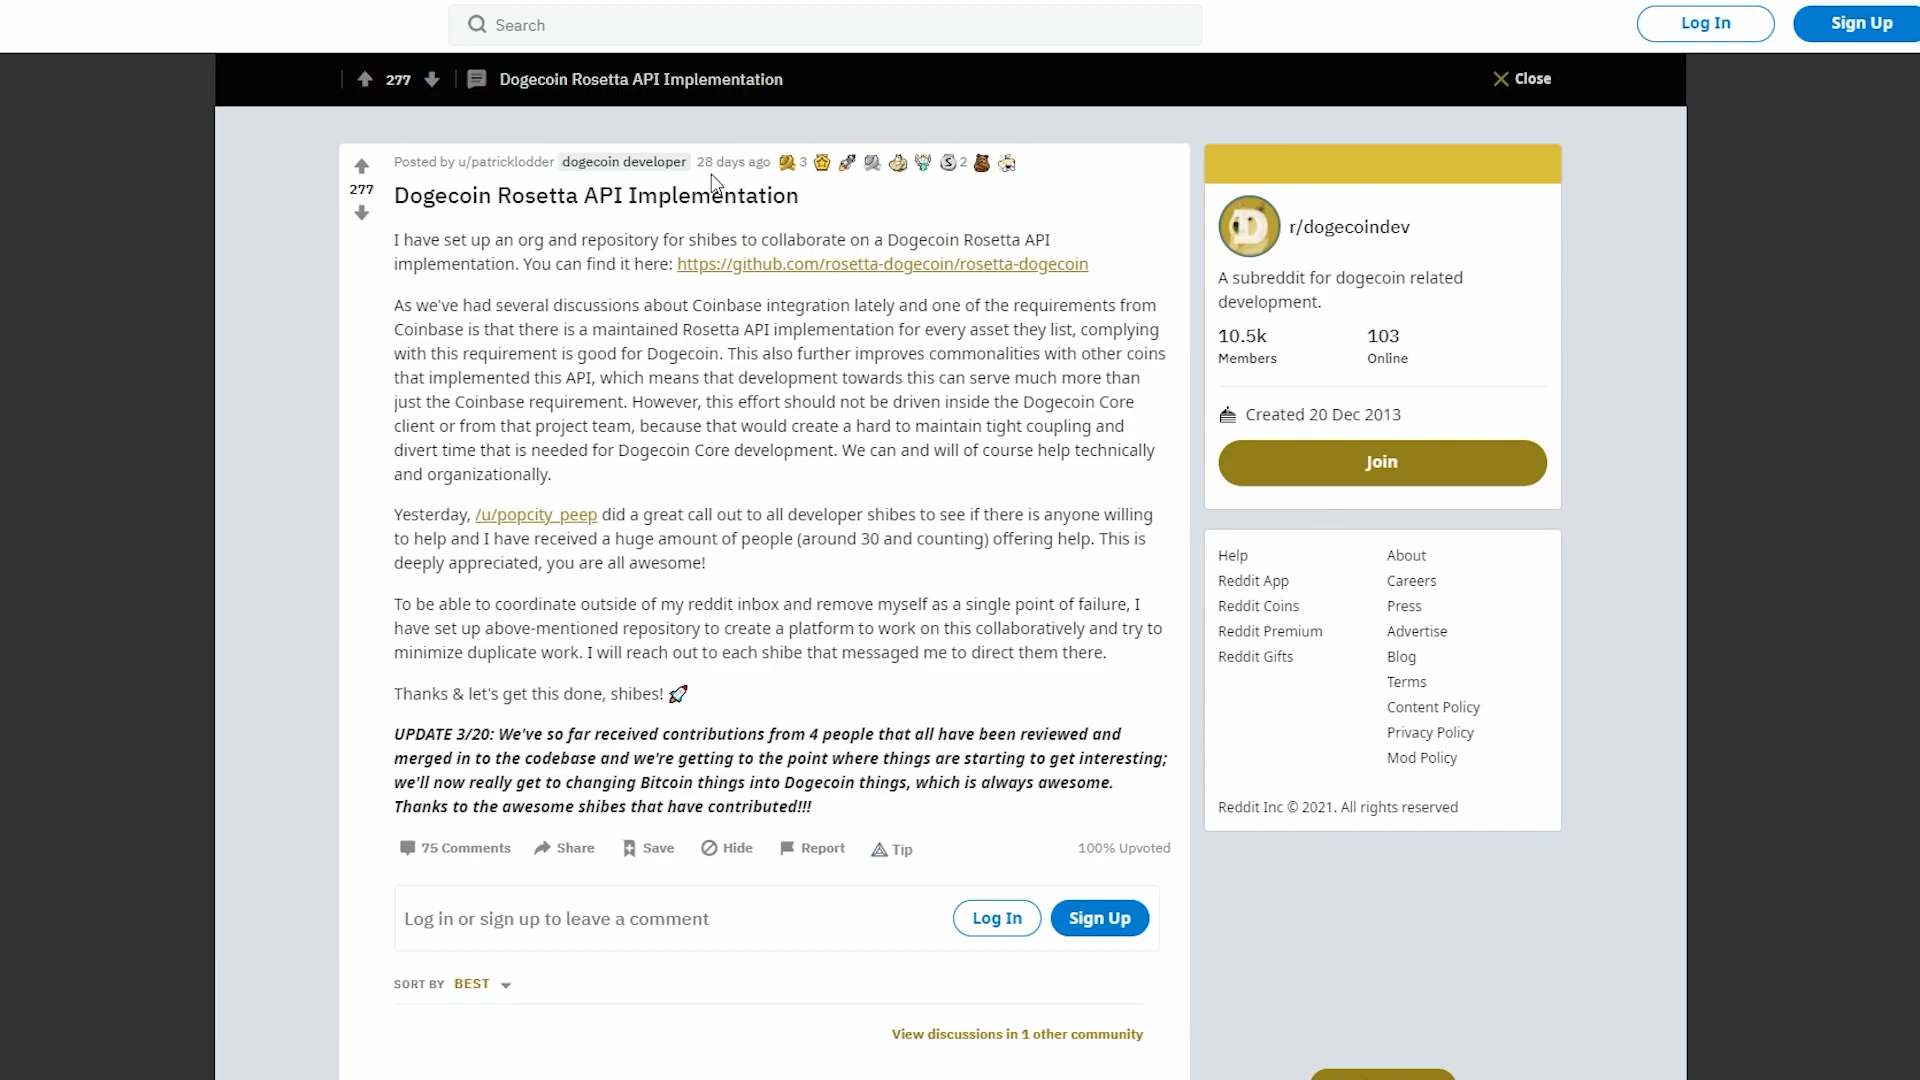 Search
Log In
Sign Up
277
Dogecoin Rosetta API Implementation
Close
Posted by u/patricklodder dogecoin developer 28 days ago 3 2
277
Dogecoin Rosetta API Implementation
I have set up an org and repository for shibes to collaborate on a Dogecoin Rosetta API
implementation. You can find it here: https://github.com/rosetta-dogecoin/rosetta-dogecoin
As we've had several discussions about Coinbase integration lately and one of the requirements from
Coinbase is that there is a maintained Rosetta API implementation for every asset they list, complying
with this requirement is good for Dogecoin. This also further improves commonalities with other coins
that implemented this API, which means that development towards this can serve much more than
just the Coinbase requirement. However, this effort should not be driven inside the Dogecoin Core
client or from that project team, because that would create a hard to maintain tight coupling and
divert time that is needed for Dogecoin Core development. We can and will of course help technically
and organizationally.
Yesterday, /u/popcity_peep did a great call out to all developer shibes to see if there is anyone willing
to help and I have received a huge amount of people (around 30 and counting) offering help. This is
deeply appreciated, you are all awesome!
To be able to coordinate outside of my reddit inbox and remove myself as a single point of failure, I
have set up above-mentioned repository to create a platform to work on this collaboratively and try to
minimize duplicate work. I will reach out to each shibe that messaged me to direct them there.
Thanks & let's get this done, shibes! 🚀
UPDATE 3/20: We've so far received contributions from 4 people that all have been reviewed and
merged in to the codebase and we're getting to the point where things are starting to get interesting;
we'll now really get to changing Bitcoin things into Dogecoin things, which is always awesome.
Thanks to the awesome shibes that have contributed!!!
75 Comments
Share
Save
Hide
Report
Tip
100% Upvoted
Log in or sign up to leave a comment
Log In
Sign Up
SORT BY BEST
View discussions in 1 other community
r/dogecoindev
A subreddit for dogecoin related
development.
10.5k
Members
103
Online
Created 20 Dec 2013
Join
Help
Reddit App
Reddit Coins
Reddit Premium
Reddit Gifts
About
Careers
Press
Advertise
Blog
Terms
Content Policy
Privacy Policy
Mod Policy
Reddit Inc © 2021. All rights reserved